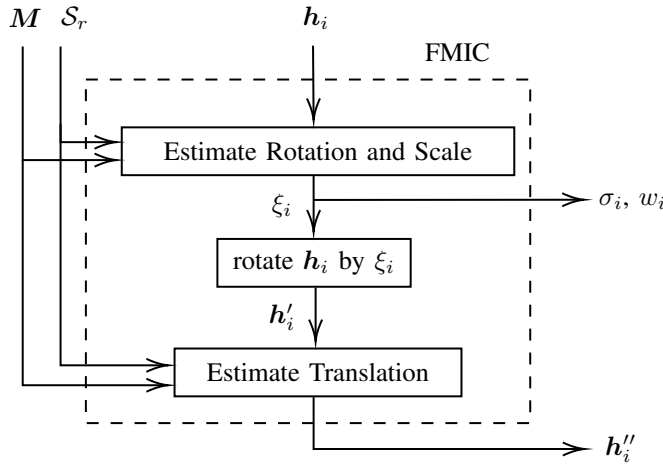 M S_r h_i
FMIC
Estimate Rotation and Scale
ξ_i σ_i, w_i
rotate h_i by ξ_i
h'_i
Estimate Translation
h''_i